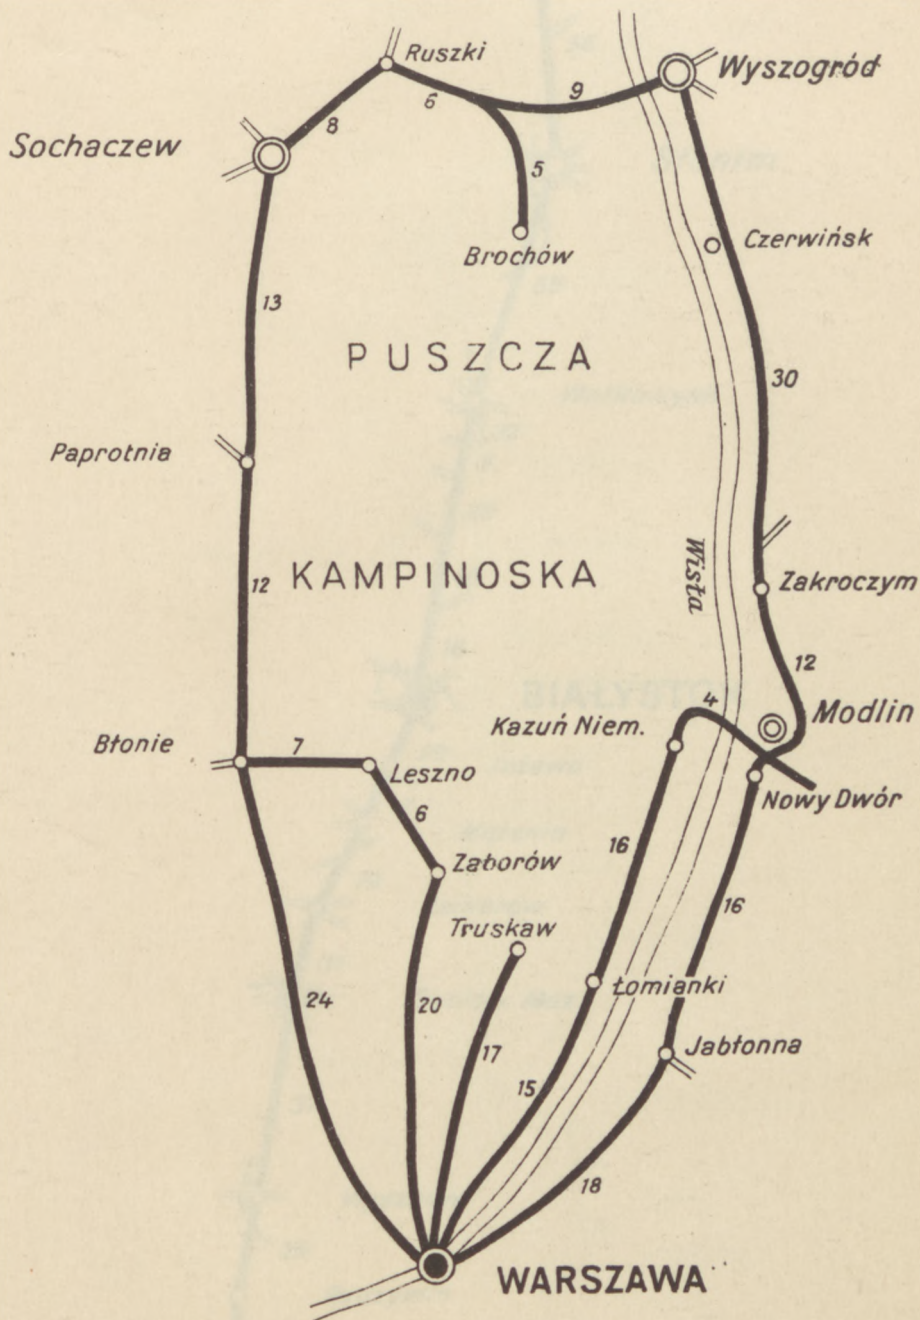 Ruszki
Wyszogród
6
9
8
Sochaczew
5
Brochów
Czerwińsk
13
PUSZCZA
30
Paprotnia
Wisła
12
KAMPINOSKA
Zakroczym
12
4
Modlin
Kazuń Niem.
Błonie
7
Leszno
Nowy Dwór
6
16
Zaborów
16
Truskaw
Łomianki
24
20
17
Jabłonna
15
18
WARSZAWA